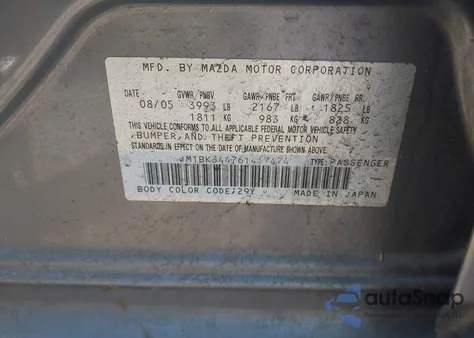 MFD. BY MAZDA MOTOR CORPORATION
DATE GVWR/PNBV GAWR/PNBE FRT GAWR/PNBE RR
08/05 3993 LB 2167 LB 1825 LB
1811 KG 983 KG 828 KG
THIS VEHICLE CONFORMS TO ALL APPLICABLE FEDERAL MOTOR VEHICLE SAFETY
,BUMPER,AND THEFT PREVENTION
STANDARDS IN EFFECT ON THE DATE OF MANUFACTURE SHOWN ABOVE.
TYPE:PASSENGER
BODY COLOR CODE:29Y MADE IN JAPAN
autoSnap